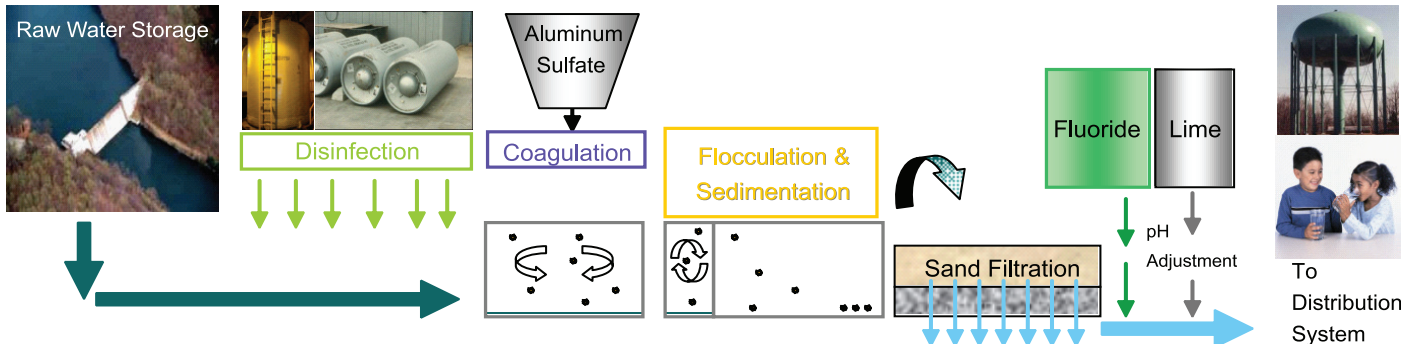 Raw Water Storage
Disinfection
Aluminum
Sulfate
Coagulation
Flocculation &
Sedimentation
Sand Filtration
Fluoride
Lime
pH
Adjustment
To
Distribution
System